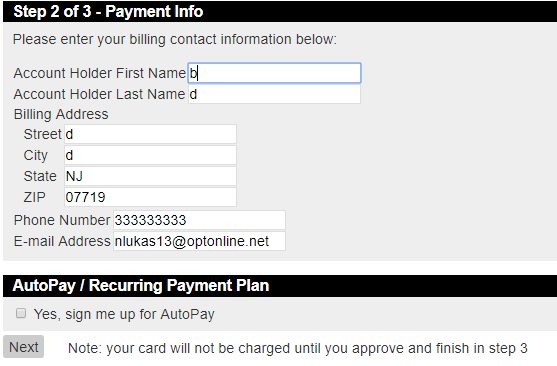 Step 2 of 3 - Payment Info
Please enter your billing contact information below:
Account Holder First Name b
Account Holder Last Name d
Billing Address
Street d
City d
State NJ
ZIP 07719
Phone Number 333333333
E-mail Address nlukas13@optonline.net
AutoPay / Recurring Payment Plan
Yes, sign me up for AutoPay
Next Note: your card will not be charged until you approve and finish in step 3